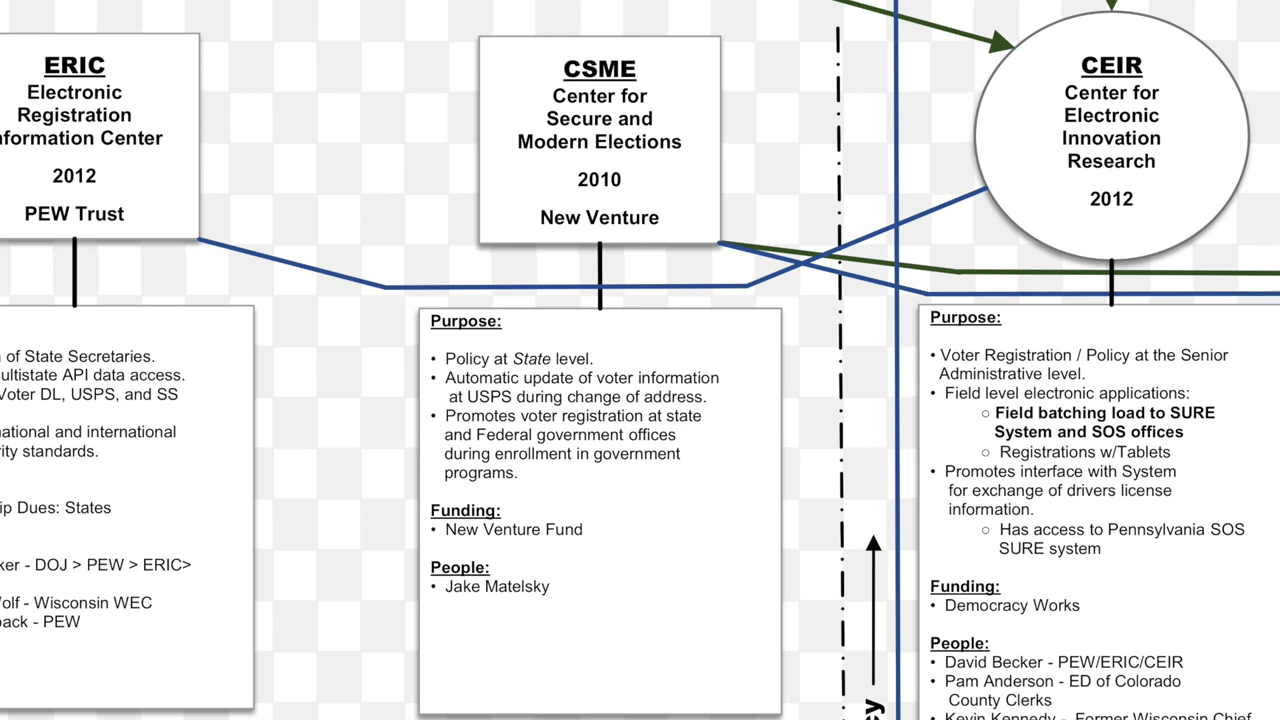 ERIC
Electronic
Registration
nformation Center
2012
PEW Trust
of State Secretaries.
ultistate API data access.
Voter DL, USPS, and SS
national and international
rity standards.
ip Dues: States
ker - DOJ > PEW > ERIC>
Wolf - Wisconsin WEC
back - PEW
CSME
Center for
Secure and
Modern Elections
2010
New Venture
Purpose:
• Policy at State level.
• Automatic update of voter information
at USPS during change of address.
• Promotes voter registration at state
and Federal government offices
during enrollment in government
programs.
Funding:
• New Venture Fund
People:
• Jake Matelsky
CEIR
Center for
Electronic
Innovation
Research
2012
Purpose:
• Voter Registration / Policy at the Senior
Administrative level.
• Field level electronic applications:
○ Field batching load to SURE
System and SOS offices
○ Registrations w/Tablets
• Promotes interface with System
for exchange of drivers license
information.
○ Has access to Pennsylvania SOS
SURE system
Funding:
• Democracy Works
People:
• David Becker - PEW/ERIC/CEIR
• Pam Anderson - ED of Colorado
County Clerks
• Kevin Kennedy - Former Wisconsin Chief